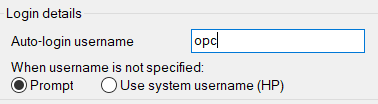 Login details
Auto-login username opc
When username is not specified:
Prompt Use system username (HP)